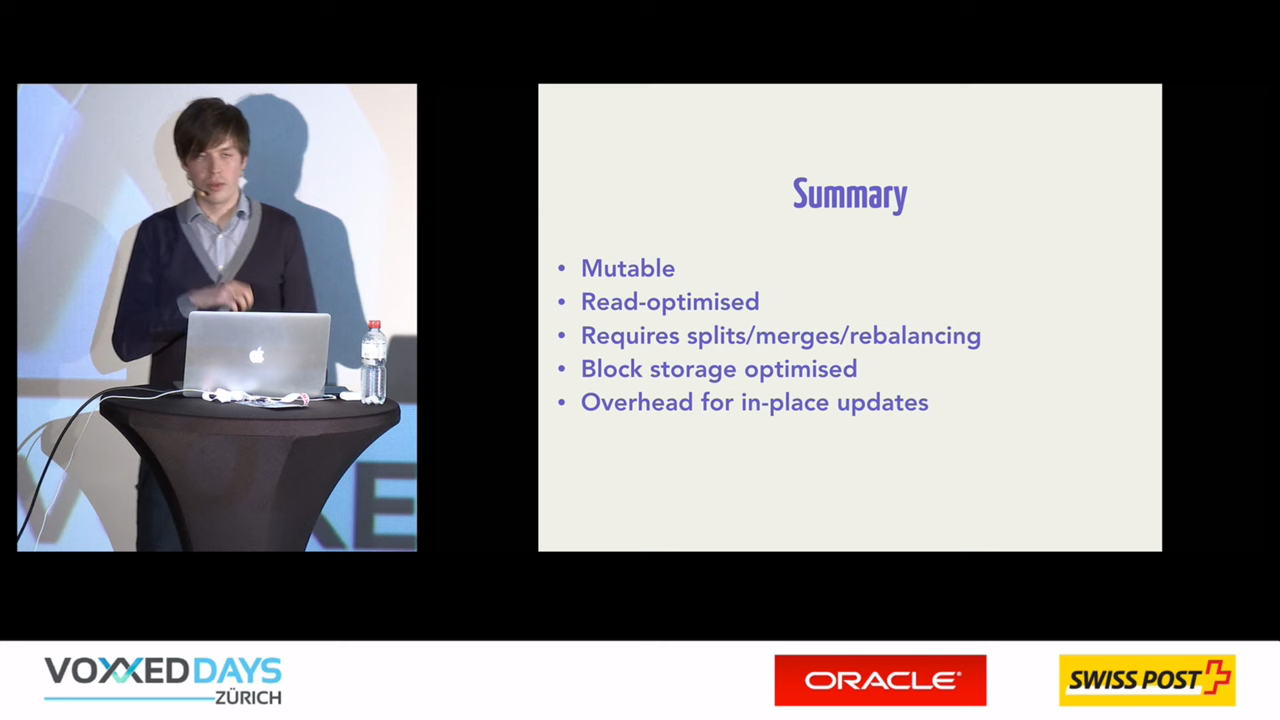 Summary
• Mutable
• Read-optimised
• Requires splits/merges/rebalancing
• Block storage optimised
• Overhead for in-place updates
VOXXED DAYS
ZÜRICH
ORACLE®
SWISS POST